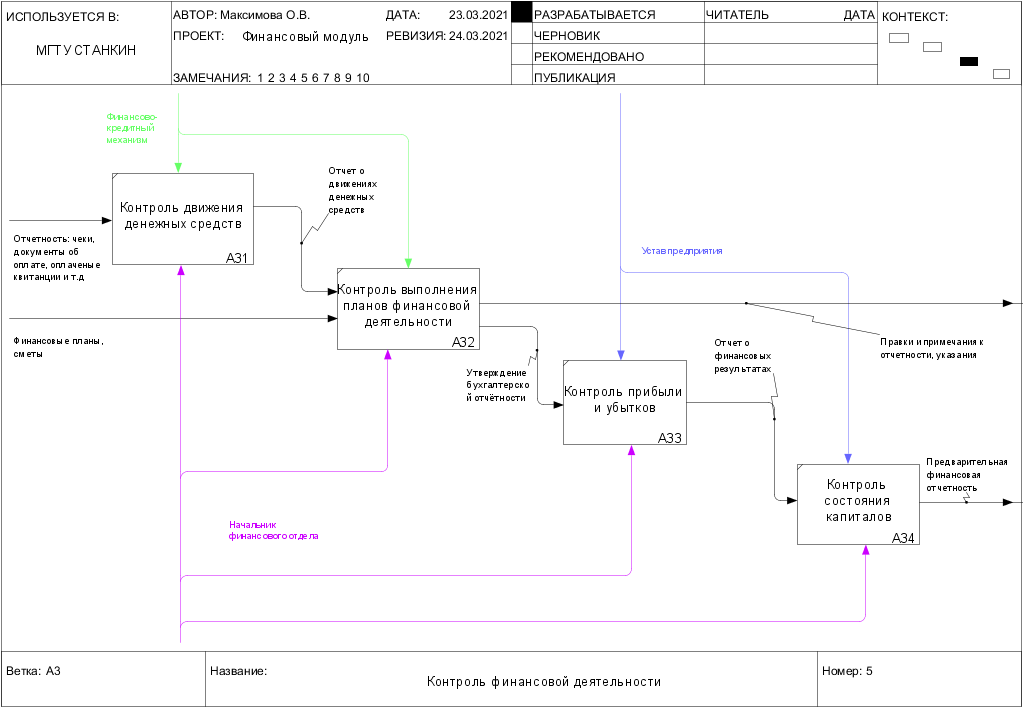 ИСПОЛЬЗУЕТСЯ В:
МГТУ СТАНКИН
АВТОР: Максимова О.В.
ДАТА: 23.03.2021
ПРОЕКТ: Финансовый модуль
РЕВИЗИЯ: 24.03.2021
ЗАМЕЧАНИЯ: 1 2 3 4 5 6 7 8 9 10
РАЗРАБАТЫВАЕТСЯ
ЧЕРНОВИК
РЕКОМЕНДОВАНО
ПУБЛИКАЦИЯ
ЧИТАТЕЛЬ
ДАТА
КОНТЕКСТ:
Финансово-
кредитный
механизм
Контроль движения
денежных средств
A31
Отчет о
движениях
денежных
средств
Отчетность: чеки,
документы об
оплате, оплаченые
квитанции и т.д
Устав предприятия
Контроль выполнения
планов финансовой
деятельности
A32
Финансовые планы,
сметы
Правки и примечания к
отчетности, указания
Утверждение
бухгалтерско
й отчётности
Отчет о
финансовых
результатах
Контроль прибыли
и убытков
A33
Предварительная
финансовая
отчетность
Контроль
состояния
капиталов
A34
Начальник
финансового отдела
Ветка: A3
Название:
Контроль финансовой деятельности
Номер: 5